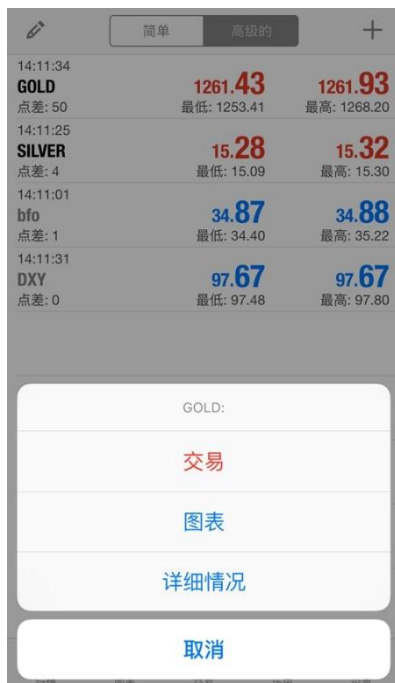 简单 高级的
14:11:34
GOLD 1261.43 1261.93
点差: 50 最低: 1253.41 最高: 1268.20
14:11:25
SILVER 15.28 15.32
点差: 4 最低: 15.09 最高: 15.30
14:11:01
bfo 34.87 34.88
点差: 1 最低: 34.40 最高: 35.22
14:11:31
DXY 97.67 97.67
点差: 0 最低: 97.48 最高: 97.80
GOLD:
交易
图表
详细情况
取消